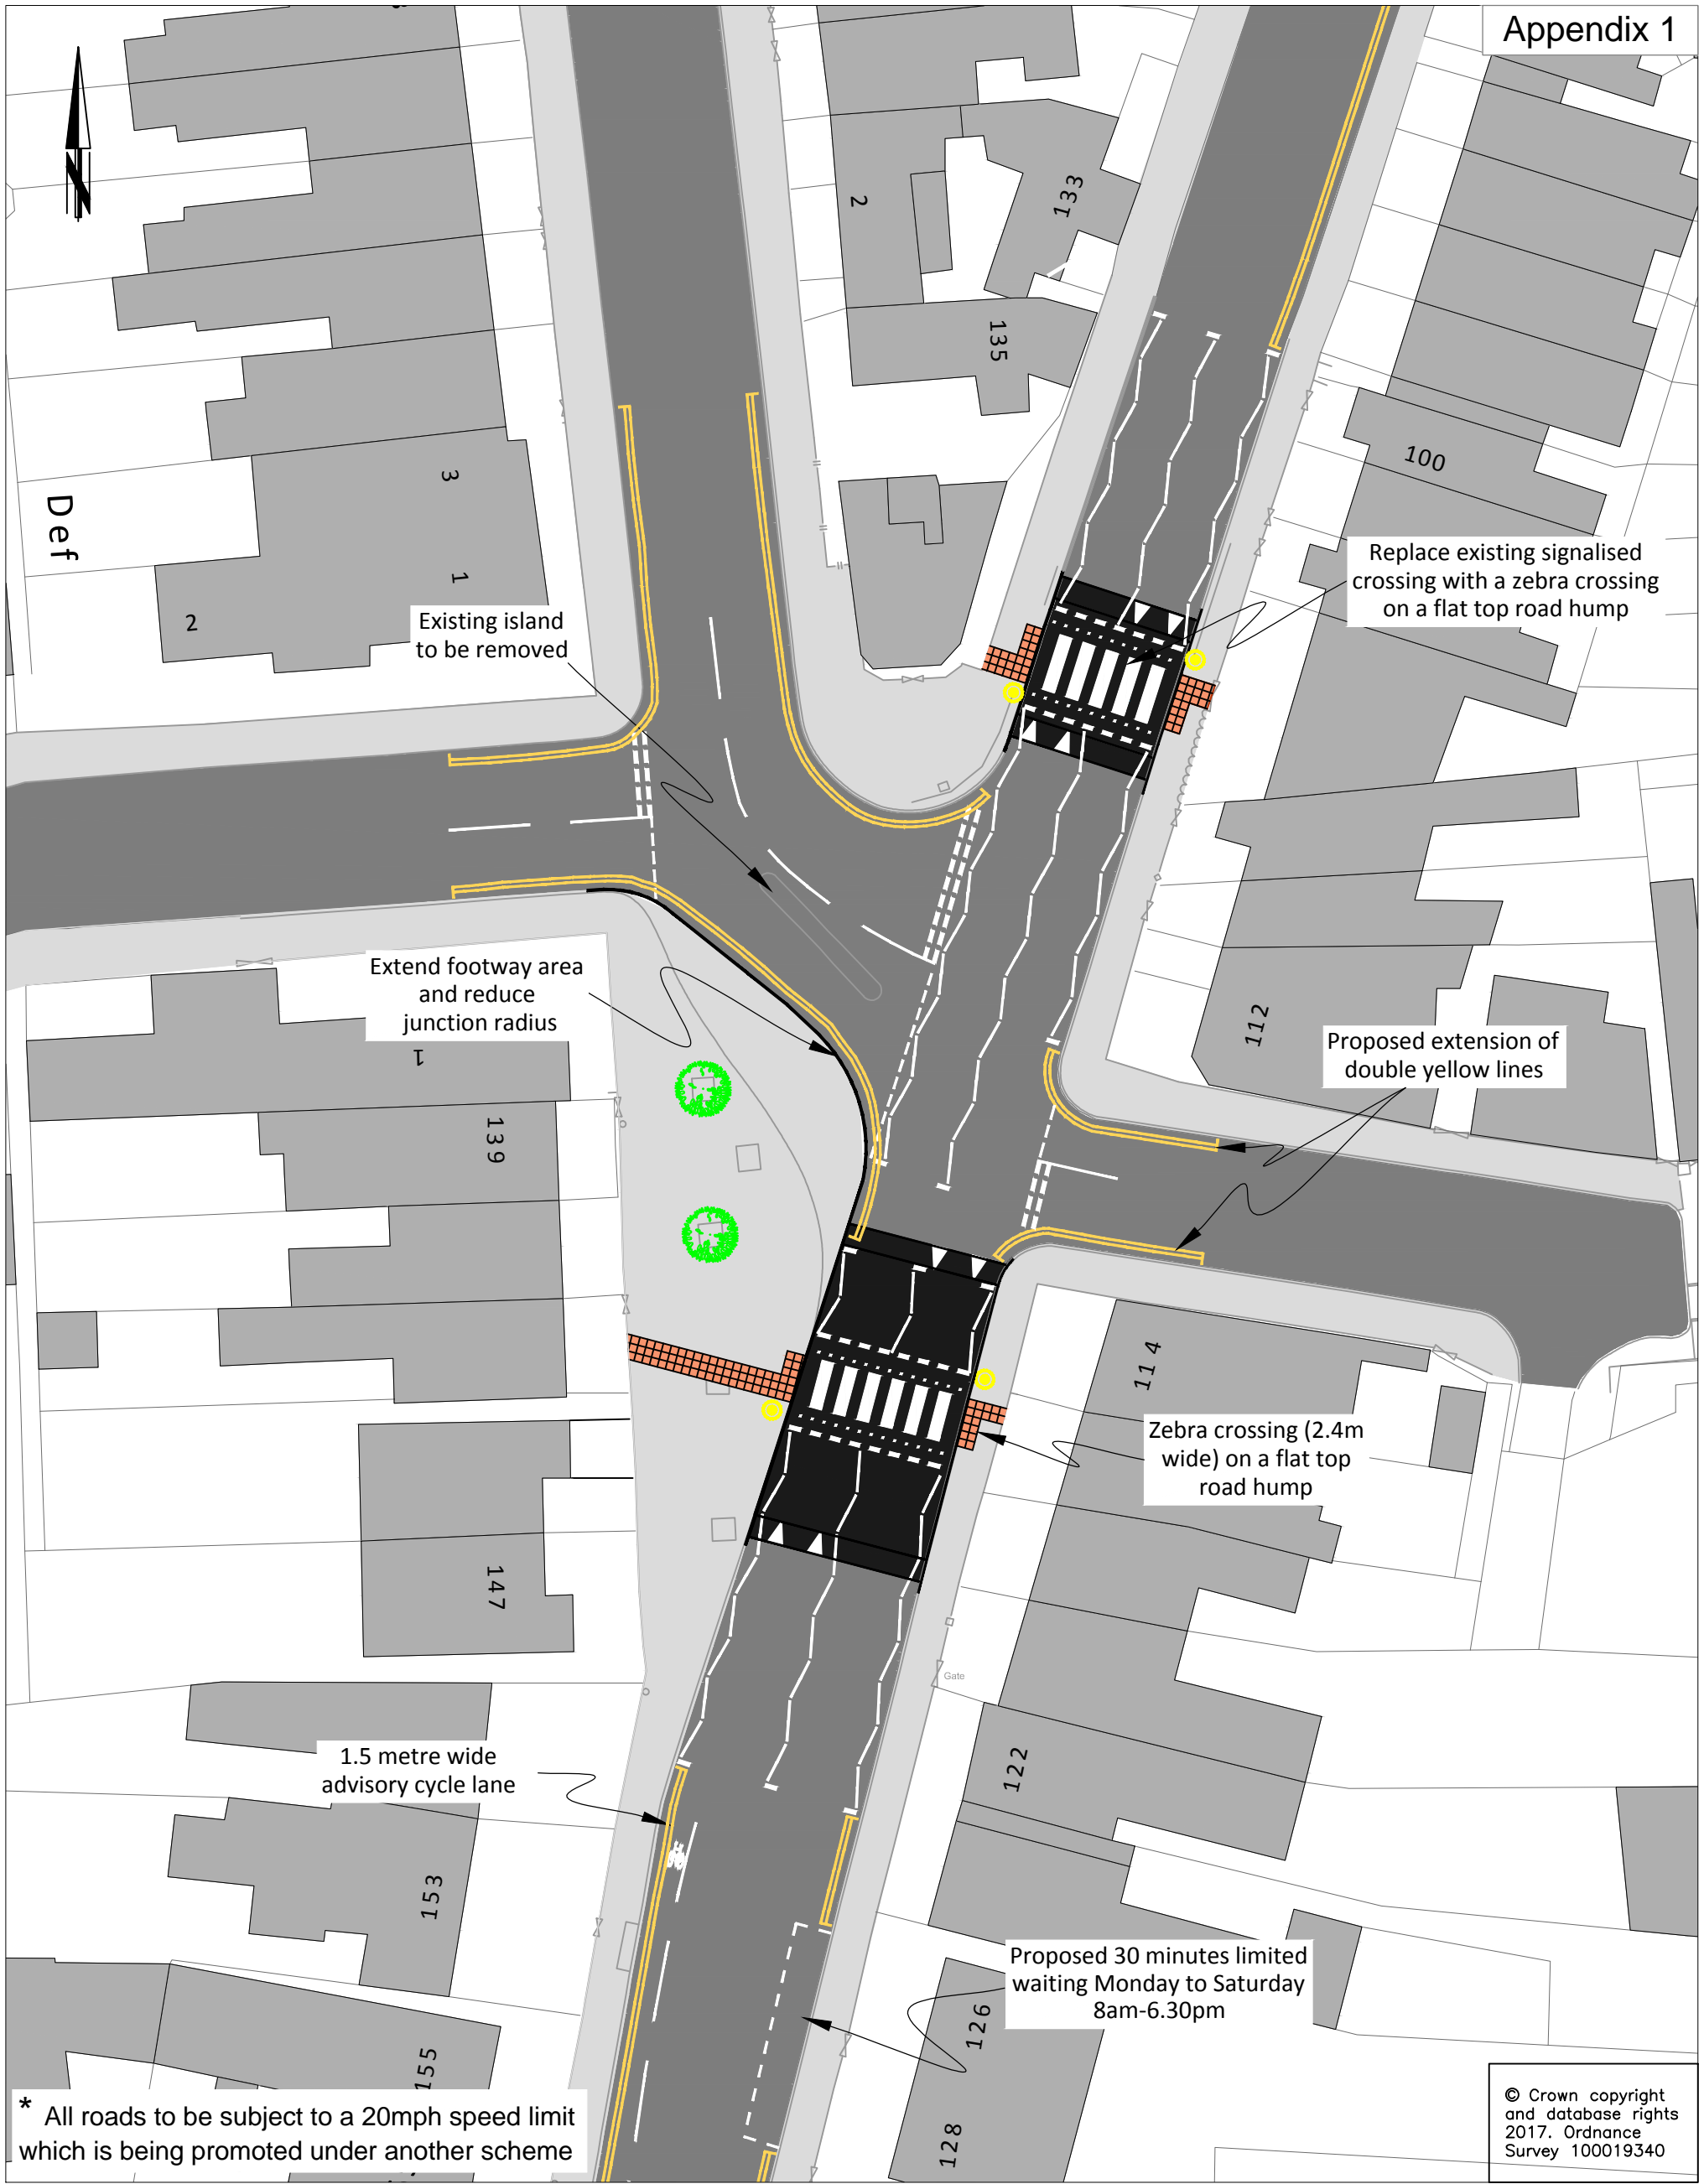 Appendix 1
N
2
133
135
100
3
Def
1
2
Replace existing signalised
crossing with a zebra crossing
on a flat top road hump
Existing island
to be removed
Extend footway area
and reduce
junction radius
1
112
Proposed extension of
double yellow lines
139
114
Zebra crossing (2.4m
wide) on a flat top
road hump
147
Gate
122
1.5 metre wide
advisory cycle lane
153
Proposed 30 minutes limited
waiting Monday to Saturday
8am-6.30pm
126
155
128
* All roads to be subject to a 20mph speed limit
which is being promoted under another scheme
© Crown copyright
and database rights
2017. Ordnance
Survey 100019340